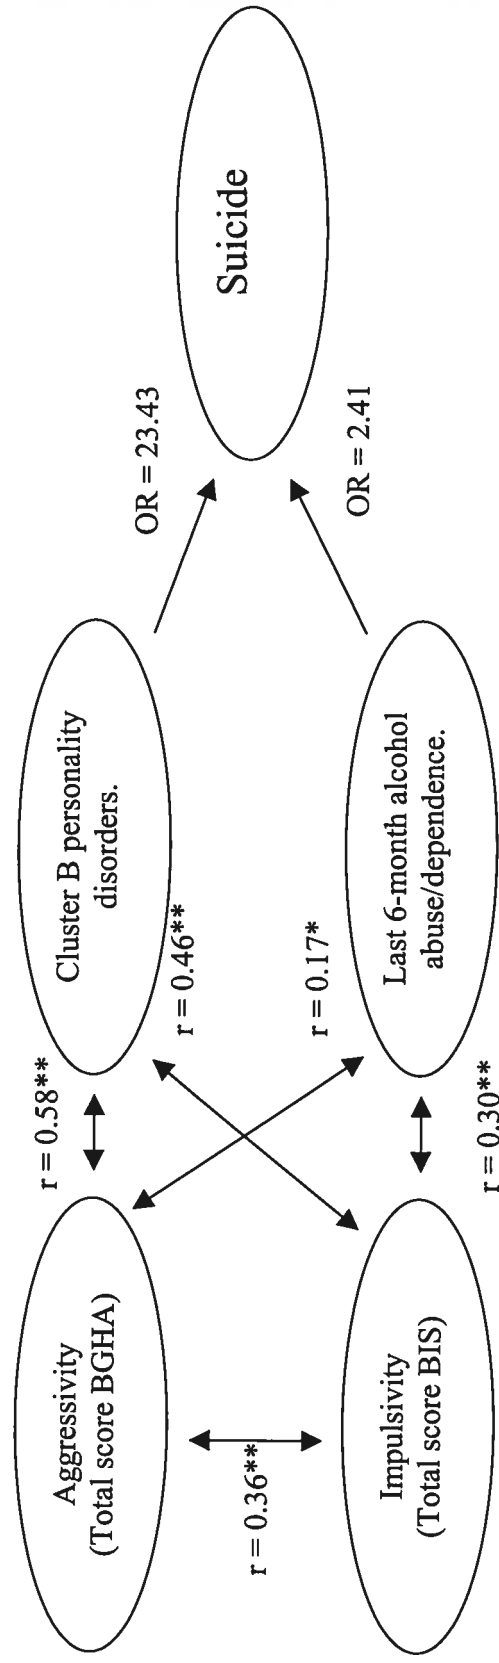 Aggressivity
(Total score BGHA)
r = 0.58**
Cluster B personality
disorders.
r = 0.46**
OR = 23.43
Suicide
r = 0.36**
Impulsivity
(Total score BIS)
r = 0.30**
r = 0.17*
Last 6-month alcohol
abuse/dependence.
OR = 2.41